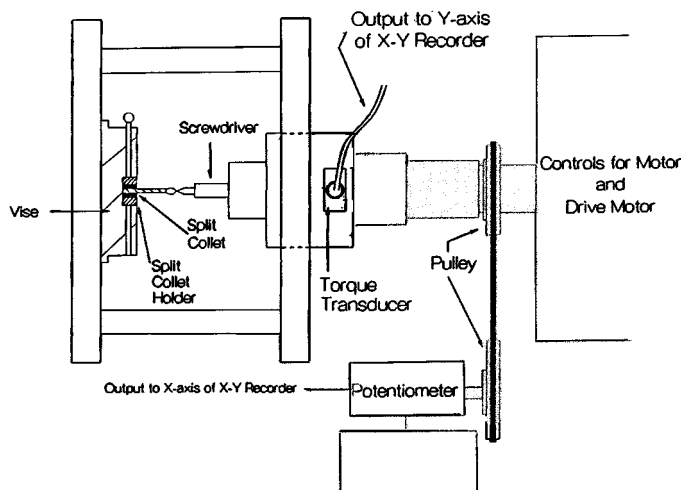 Output to Y-axis
of X-Y Recorder
Screwdriver
Controls for Motor
and
Drive Motor
Vise
Split
Collet
Split
Collet
Holder
Pulley
Torque
Transducer
Output to X-axis of X-Y Recorder
Potentiometer